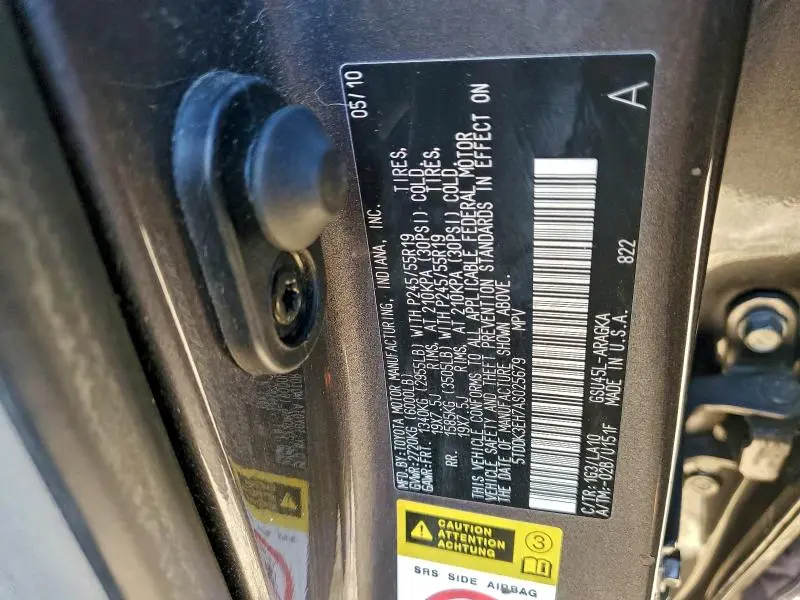 05/10
MFD.BY:TOYOTA MOTOR MANUFACTURING, INDIANA, INC.
GVWR:2720KG (6000LB)
GAWR:FRT. 1340KG (2955LB) WITH P245/55R19 TIRES,
19X7.5J RIMS, AT 210KPA (30PSI) COLD
RR. 1585KG (3505LB) WITH P245/55R19 TIRES,
19X7.5J RIMS, AT 210KPA (30PSI) COLD
THIS VEHICLE CONFORMS TO ALL APPLICABLE FEDERAL MOTOR
VEHICLE SAFETY AND THEFT PREVENTION STANDARDS IN EFFECT ON
THE DATE OF MANUFACTURE SHOWN ABOVE.
5TDDK3EH7AS025679 MPV
822
C/TR:1G3/LA10 GSU45L-ARAGKA
A/TM:-02B/U151F MADE IN U.S.A.
A
CAUTION
ATTENTION
ACHTUNG
3
SRS SIDE AIRBAG